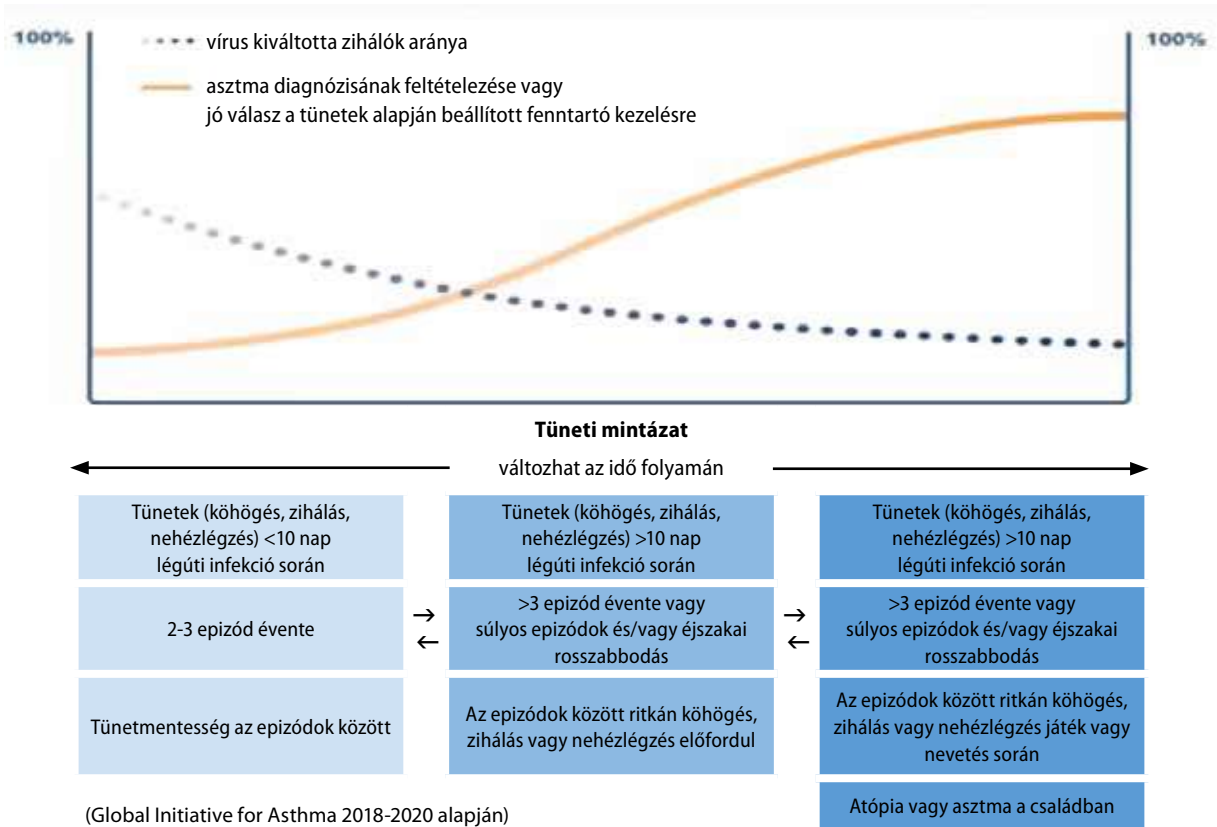 100%
100%
vírus kiváltotta zihálók aránya
asztma diagnózisának feltételezése vagy
jó válasz a tünetek alapján beállított fenntartó kezelésre
Tüneti mintázat
változhat az idő folyamán
Tünetek (köhögés, zihálás,
nehézlégzés) <10 nap
légúti infekció során
Tünetek (köhögés, zihálás,
nehézlégzés) >10 nap
légúti infekció során
Tünetek (köhögés, zihálás,
nehézlégzés) >10 nap
légúti infekció során
2-3 epizód évente
>3 epizód évente vagy
súlyos epizódok és/vagy éjszakai
rosszabbodás
>3 epizód évente vagy
súlyos epizódok és/vagy éjszakai
rosszabbodás
Tünetmentesség az epizódok között
Az epizódok között ritkán köhögés,
zihálás vagy nehézlégzés előfordul
Az epizódok között ritkán köhögés,
zihálás vagy nehézlégzés játék vagy
nevetés során
Atópia vagy asztma a családban
(Global Initiative for Asthma 2018-2020 alapján)